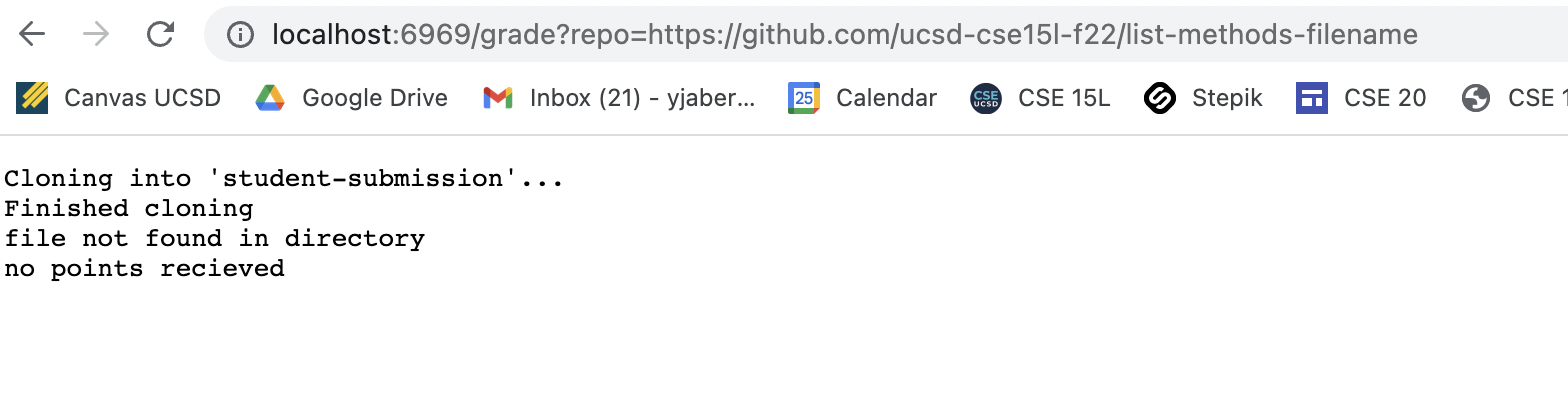 localhost:6969/grade?repo=https://github.com/ucsd-cse15l-f22/list-methods-filename
Canvas UCSD Google Drive Inbox (21) - yjaber... 25 Calendar CSE UCSD CSE 15L Stepik CSE 20 CSE 1
Cloning into 'student-submission'...
Finished cloning
file not found in directory
no points recieved